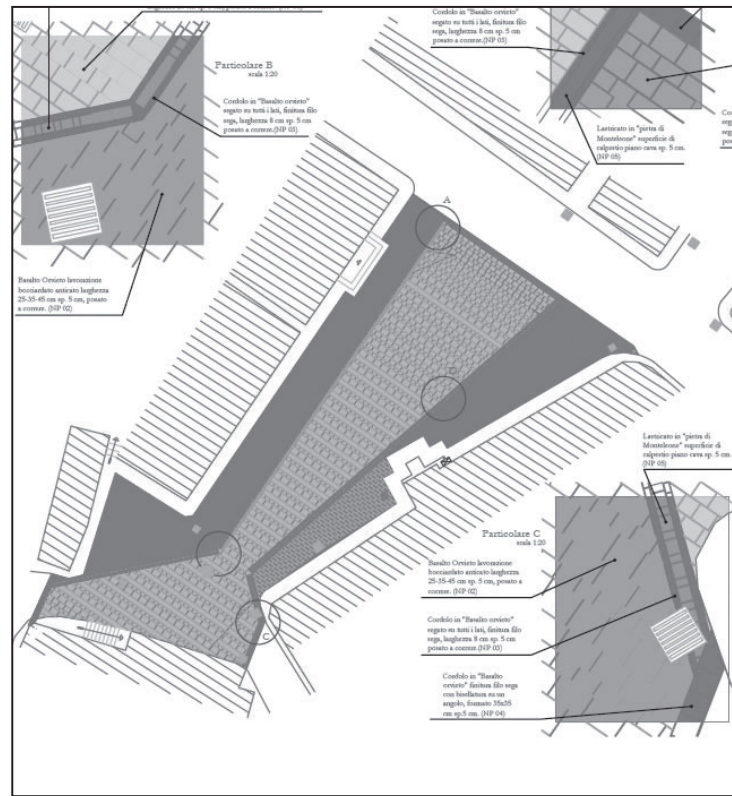 Particolare B
scala 1:20
Cordolo in "Basalto orvieto"
segato su tutti i lati, finitura filo
sega, larghezza 8 cm sp. 5 cm
posato a correre.(NP 03)
Basalto Orvieto lavorazione
bocciardato anticato larghezza
25-35-45 cm sp. 5 cm, posato
a correre. (NP 02)
Cordolo in "Basalto orvieto"
segato su tutti i lati, finitura filo
sega, larghezza 8 cm sp. 5 cm
posato a correre.(NP 03)
Lastricato in "pietra di
Monteleone" superficie di
calpestio piano cava sp. 5 cm.
(NP 05)
A
C
Lastricato in "pietra di
Monteleone" superficie di
calpestio piano cava sp. 5 cm.
(NP 05)
Particolare C
scala 1:20
Basalto Orvieto lavorazione
bocciardato anticato larghezza
25-35-45 cm sp. 5 cm, posato a
correre. (NP 02)
Cordolo in "Basalto orvieto"
segato su tutti i lati, finitura filo
sega, larghezza 8 cm sp. 5 cm
posato a correre.(NP 03)
Cordolo in "Basalto
orvieto" finitura filo sega
con bisellatura su un
angolo, formato 35x35
cm sp.5 cm. (NP 04)